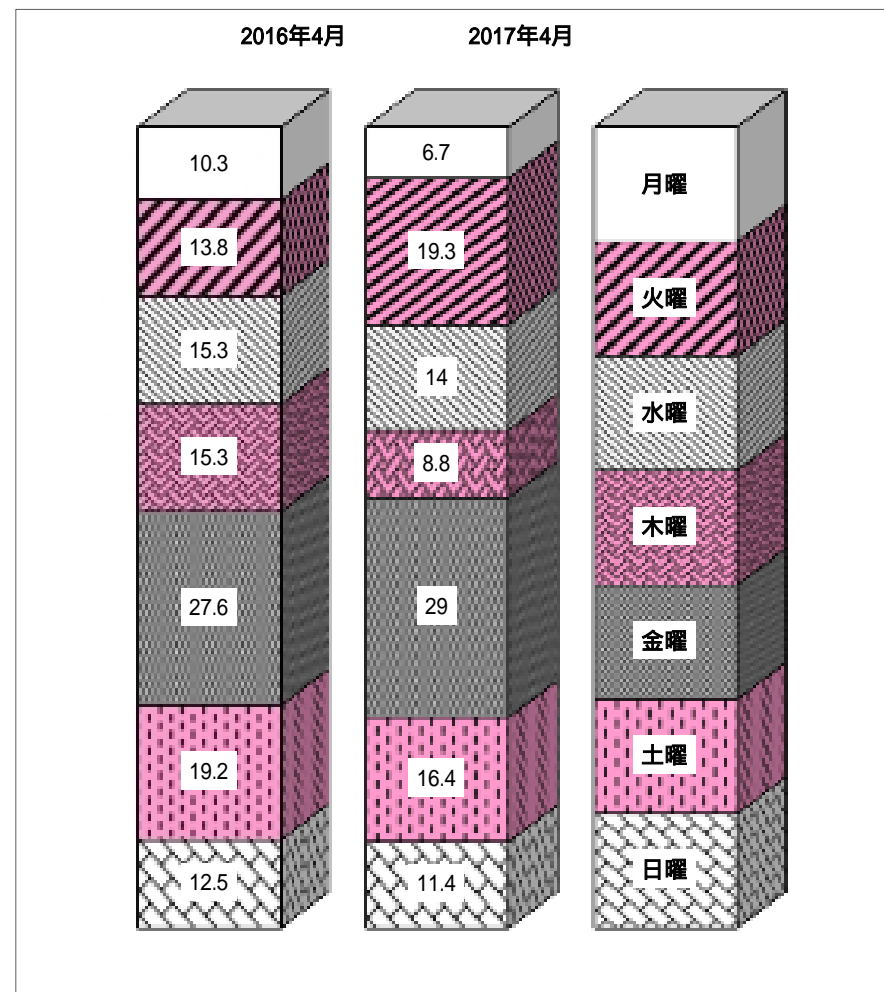 2016年4月 2017年4月
10.3 6.7 月曜
13.8 19.3 火曜
15.3 14 水曜
15.3 8.8 木曜
27.6 29 金曜
19.2 16.4 土曜
12.5 11.4 日曜